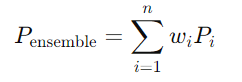 P_ensemble = \sum_{i=1}^{n} w_i P_i